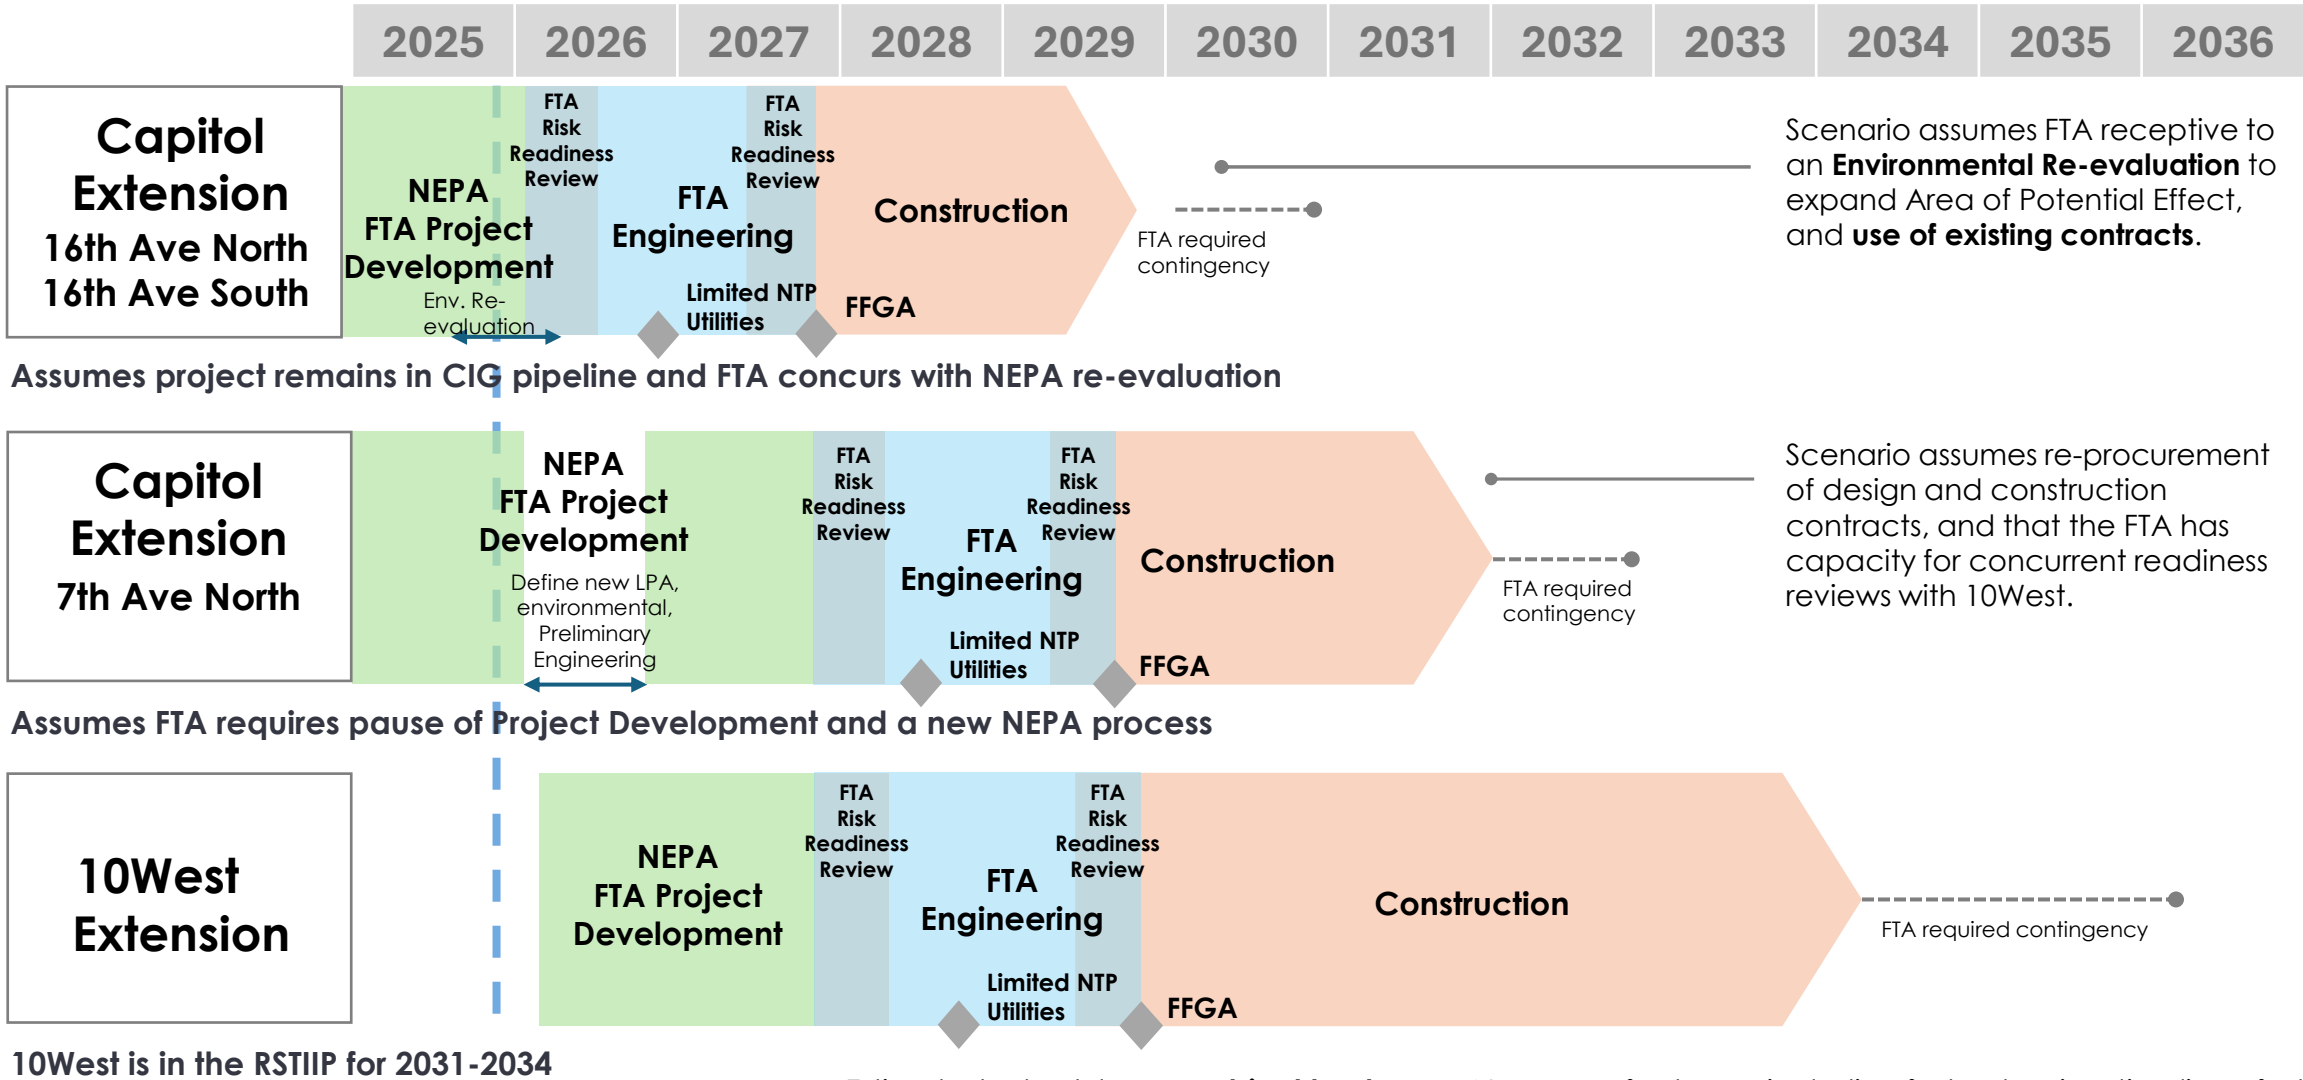 2025 2026 2027 2028 2029 2030 2031 2032 2033 2034 2035 2036
Capitol
Extension
16th Ave North
16th Ave South
NEPA
FTA Project
Development
Env. Re-
evaluation
FTA
Risk
Readiness
Review
FTA
Engineering
Limited NTP
Utilities
FTA
Risk
Readiness
Review
FFGA
Construction
FTA required
contingency
Scenario assumes FTA receptive to
an Environmental Re-evaluation to
expand Area of Potential Effect,
and use of existing contracts.
Assumes project remains in CIG pipeline and FTA concurs with NEPA re-evaluation
Capitol
Extension
7th Ave North
NEPA
FTA Project
Development
Define new LPA,
environmental,
Preliminary
Engineering
FTA
Risk
Readiness
Review
FTA
Engineering
Limited NTP
Utilities
FTA
Risk
Readiness
Review
FFGA
Construction
FTA required
contingency
Scenario assumes re-procurement
of design and construction
contracts, and that the FTA has
capacity for concurrent readiness
reviews with 10West.
Assumes FTA requires pause of Project Development and a new NEPA process
10West
Extension
NEPA
FTA Project
Development
FTA
Risk
Readiness
Review
FTA
Engineering
Limited NTP
Utilities
FTA
Risk
Readiness
Review
FFGA
Construction
FTA required contingency
10West is in the RSTIIP for 2031-2034